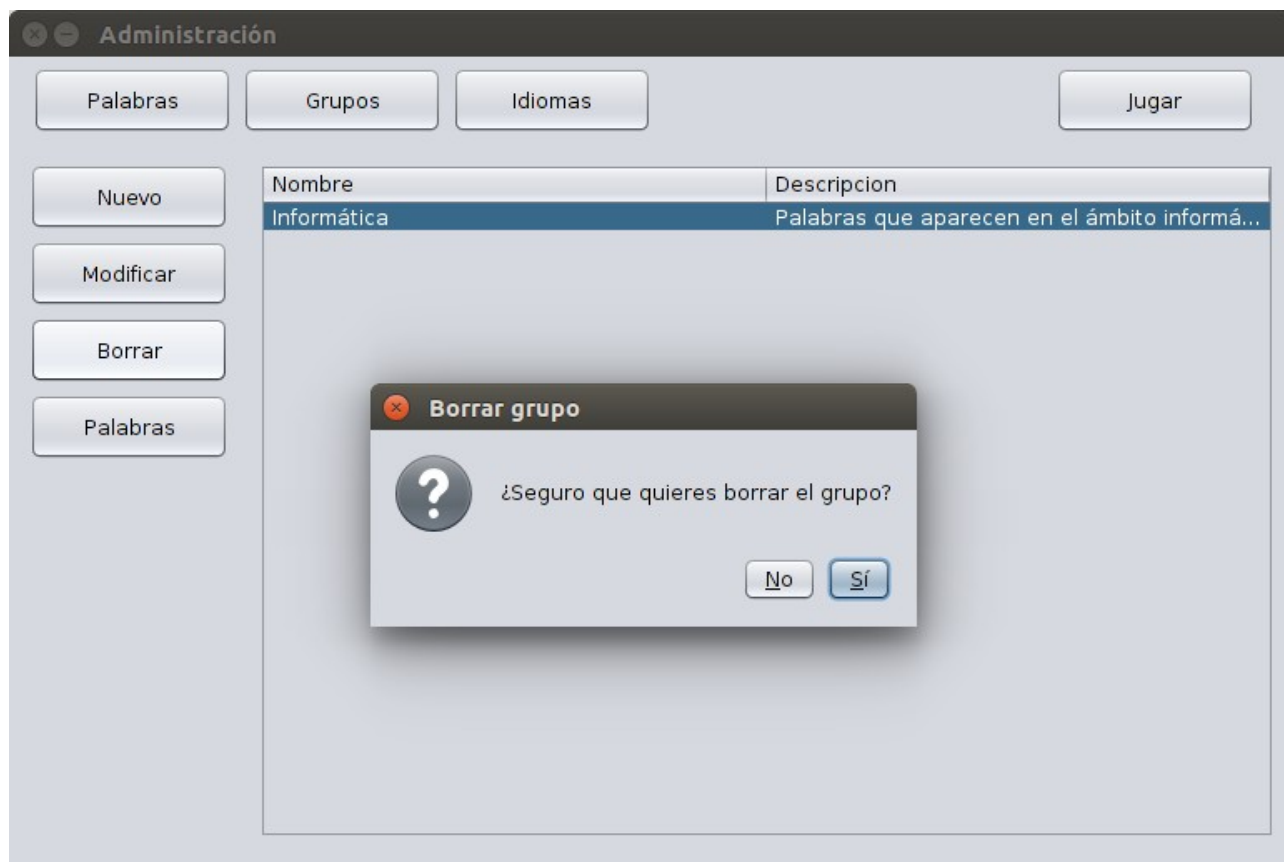 Administración
Palabras Grupos Idiomas Jugar
Nuevo
Modificar
Borrar
Palabras
Nombre Descripcion
Informática Palabras que aparecen en el ámbito informá...
Borrar grupo
¿Seguro que quieres borrar el grupo?
No Sí